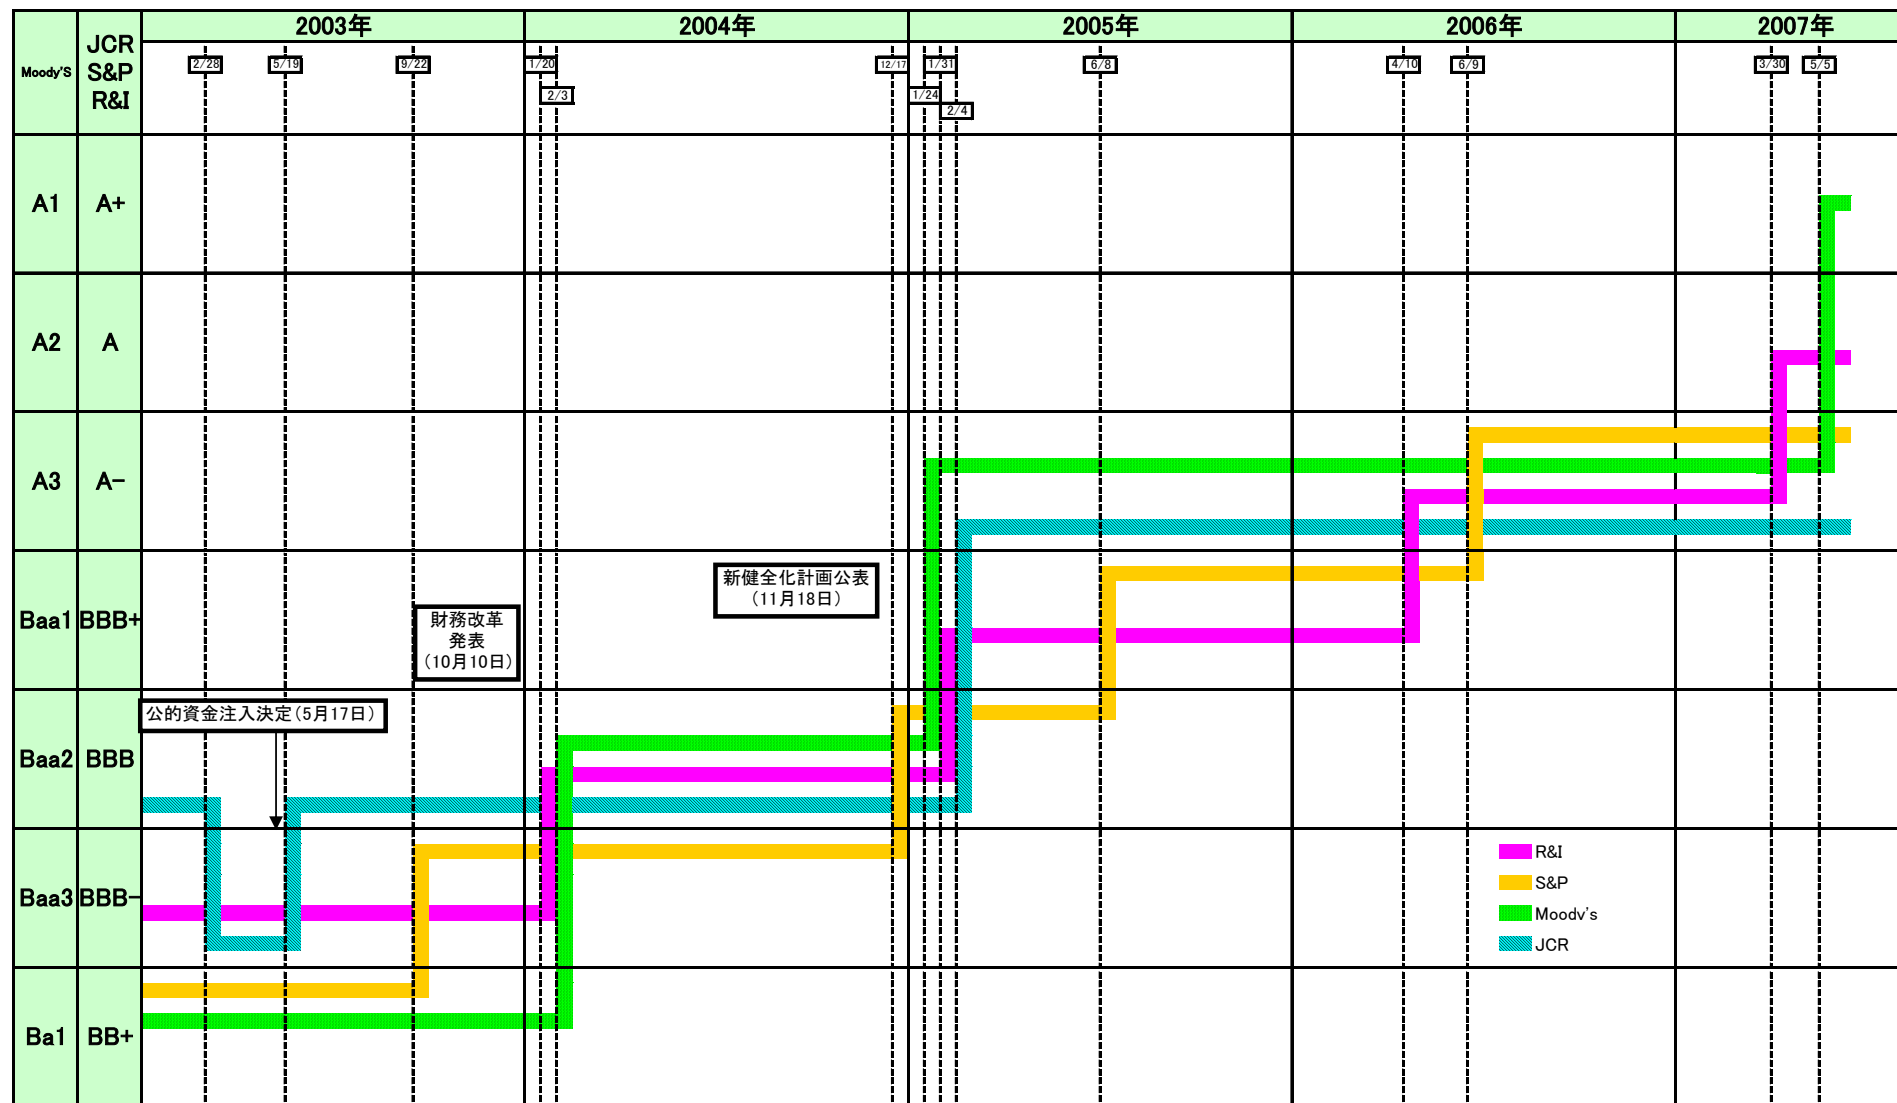 Moody'S
JCR
S&P
R&I
2003年
2004年
2005年
2006年
2007年
2/28
5/19
9/22
1/20
2/3
12/17
1/24
1/31
2/4
6/8
4/10
6/9
3/30
5/5
A1 A+
A2 A
A3 A-
Baa1 BBB+
Baa2 BBB
Baa3 BBB-
Ba1 BB+
新健全化計画公表
(11月18日)
財務改革
発表
(10月10日)
公的資金注入決定(5月17日)
R&I
S&P
Moodv's
JCR